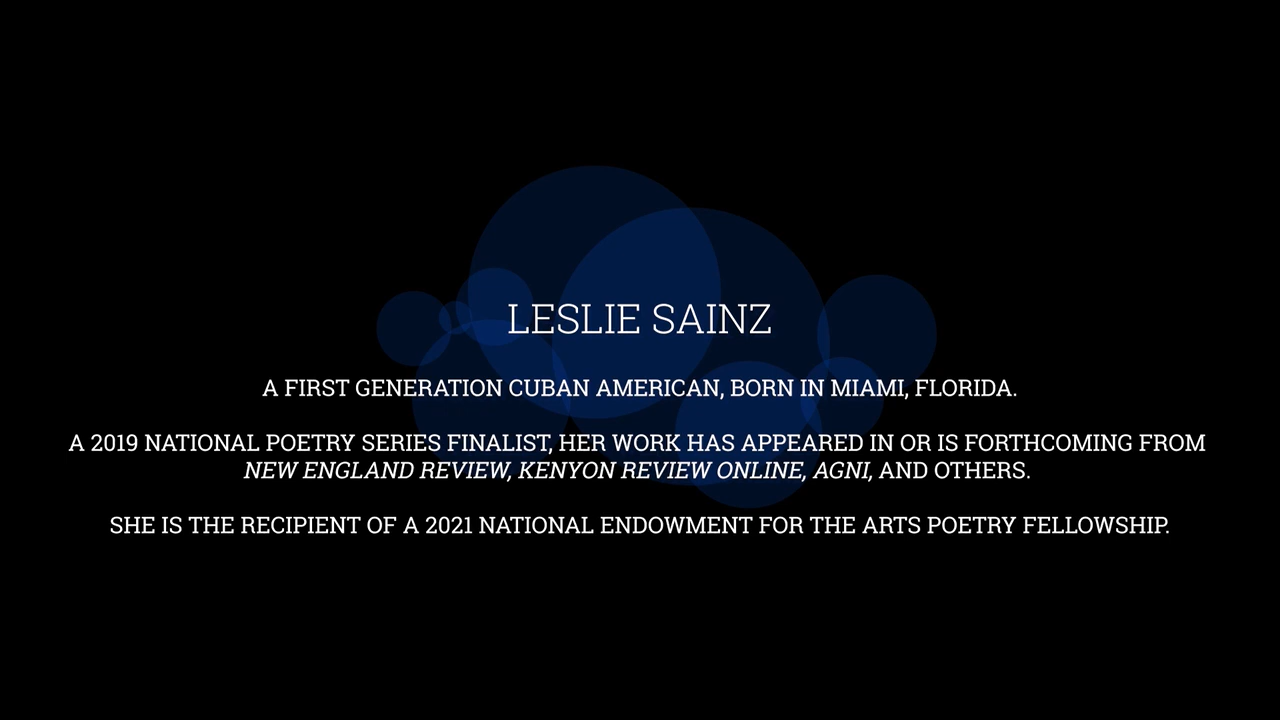 LESLIE SAINZ
A FIRST GENERATION CUBAN AMERICAN, BORN IN MIAMI, FLORIDA.
A 2019 NATIONAL POETRY SERIES FINALIST, HER WORK HAS APPEARED IN OR IS FORTHCOMING FROM
NEW ENGLAND REVIEW, KENYON REVIEW ONLINE, AGNI, AND OTHERS.
SHE IS THE RECIPIENT OF A 2021 NATIONAL ENDOWMENT FOR THE ARTS POETRY FELLOWSHIP.